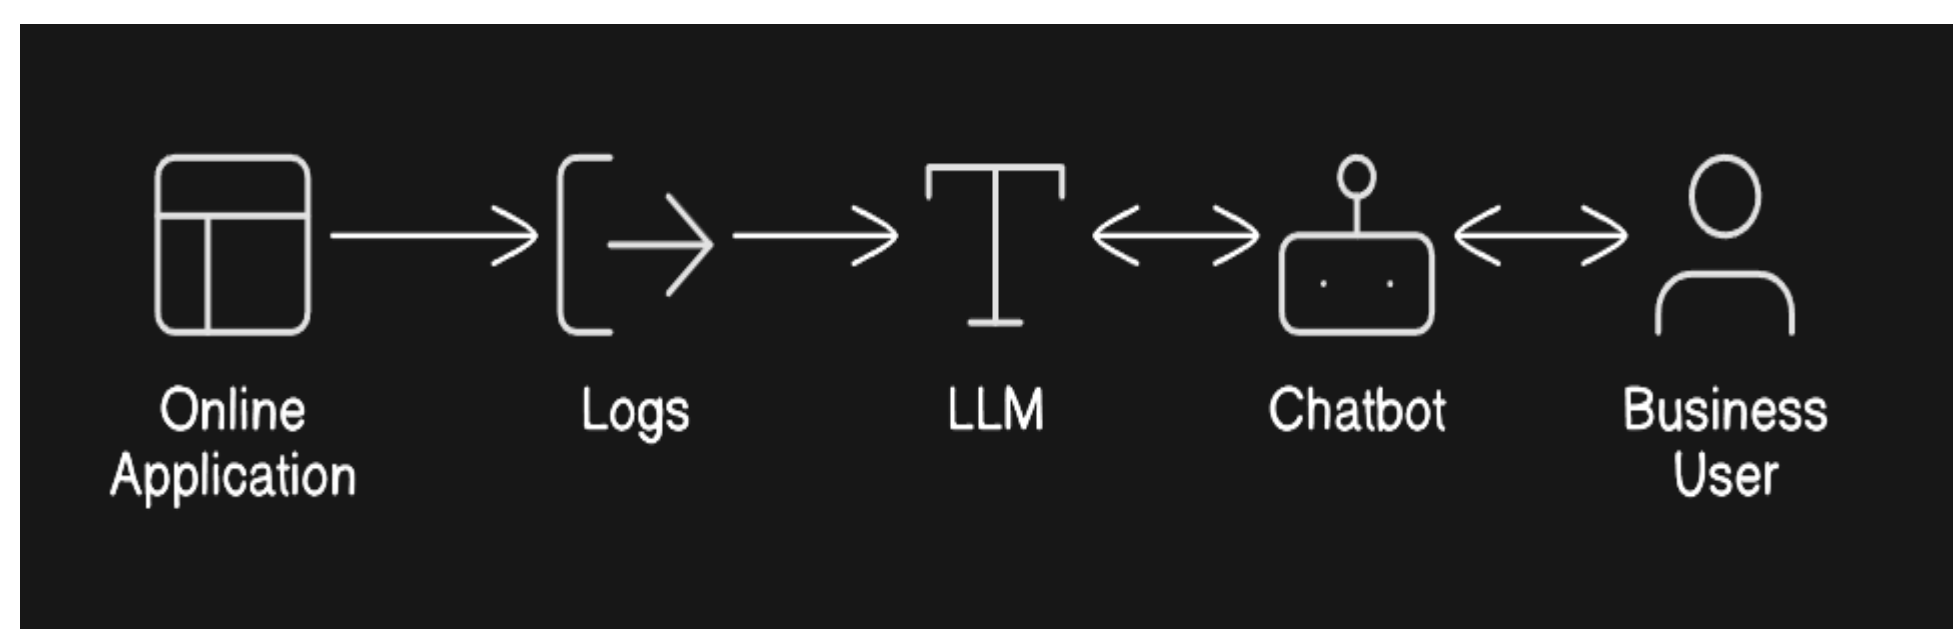 Online
Application
Logs
LLM
Chatbot
Business
User